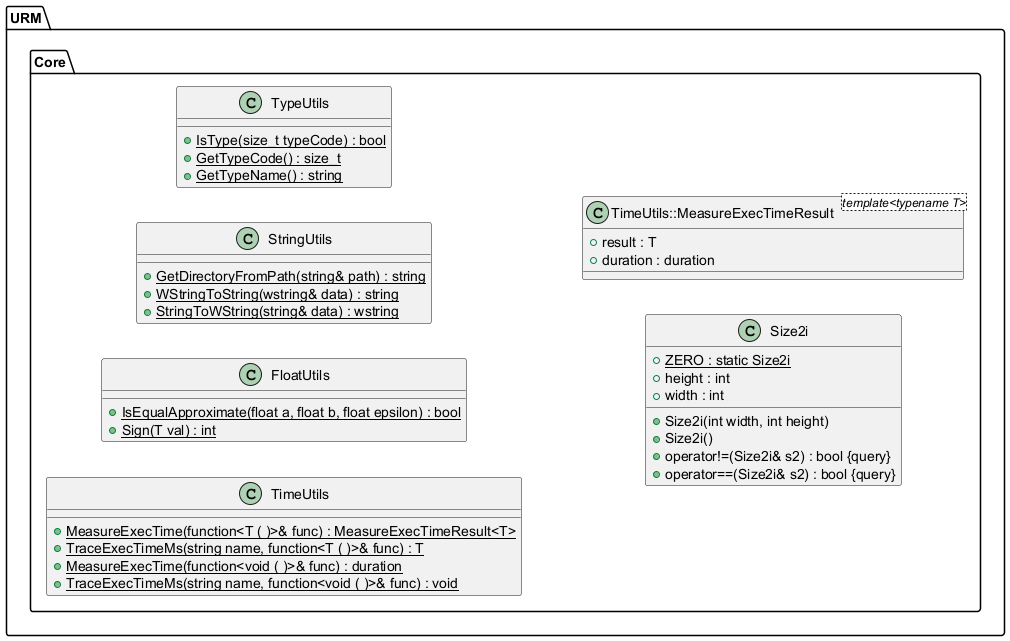 URM
Core
C TypeUtils
IsType(size_t typeCode) : bool
GetTypeCode() : size_t
GetTypeName() : string
C StringUtils
GetDirectoryFromPath(string& path) : string
WStringToString(wstring& data) : string
StringToWString(string& data) : wstring
C FloatUtils
IsEqualApproximate(float a, float b, float epsilon) : bool
Sign(T val) : int
C TimeUtils
MeasureExecTime(function<T ( )>& func) : MeasureExecTimeResult<T>
TraceExecTimeMs(string name, function<T ( )>& func) : T
MeasureExecTime(function<void ( )>& func) : duration
TraceExecTimeMs(string name, function<void ( )>& func) : void
template<typename T>
C TimeUtils::MeasureExecTimeResult
result : T
duration : duration
C Size2i
ZERO : static Size2i
height : int
width : int
Size2i(int width, int height)
Size2i()
operator!=(Size2i& s2) : bool {query}
operator==(Size2i& s2) : bool {query}